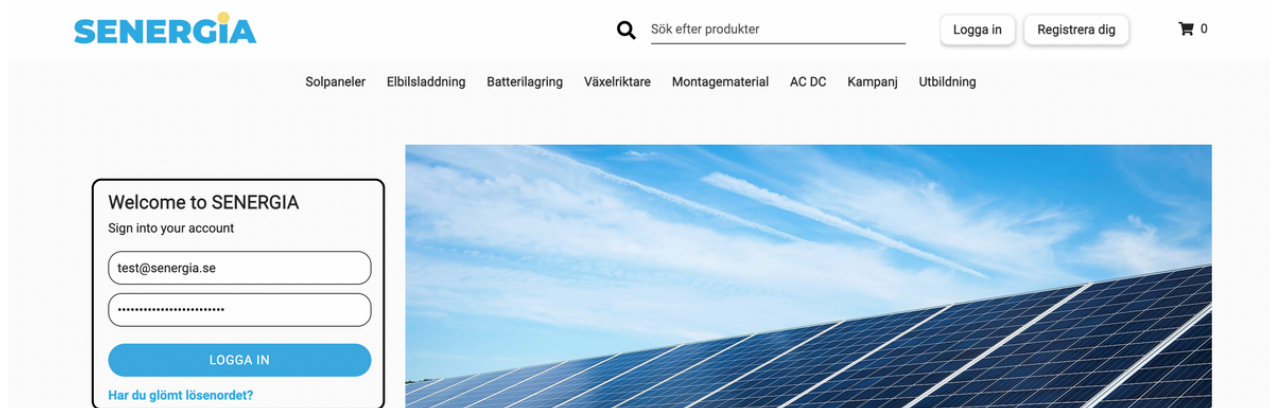 SENERGiA
Sök efter produkter
Logga in
Registrera dig
0
Solpaneler Elbilsladdning Batterilagring Växelriktare Montagematerial AC DC Kampanj Utbildning
Welcome to SENERGIA
Sign into your account
test@senergia.se
LOGGA IN
Har du glömt lösenordet?